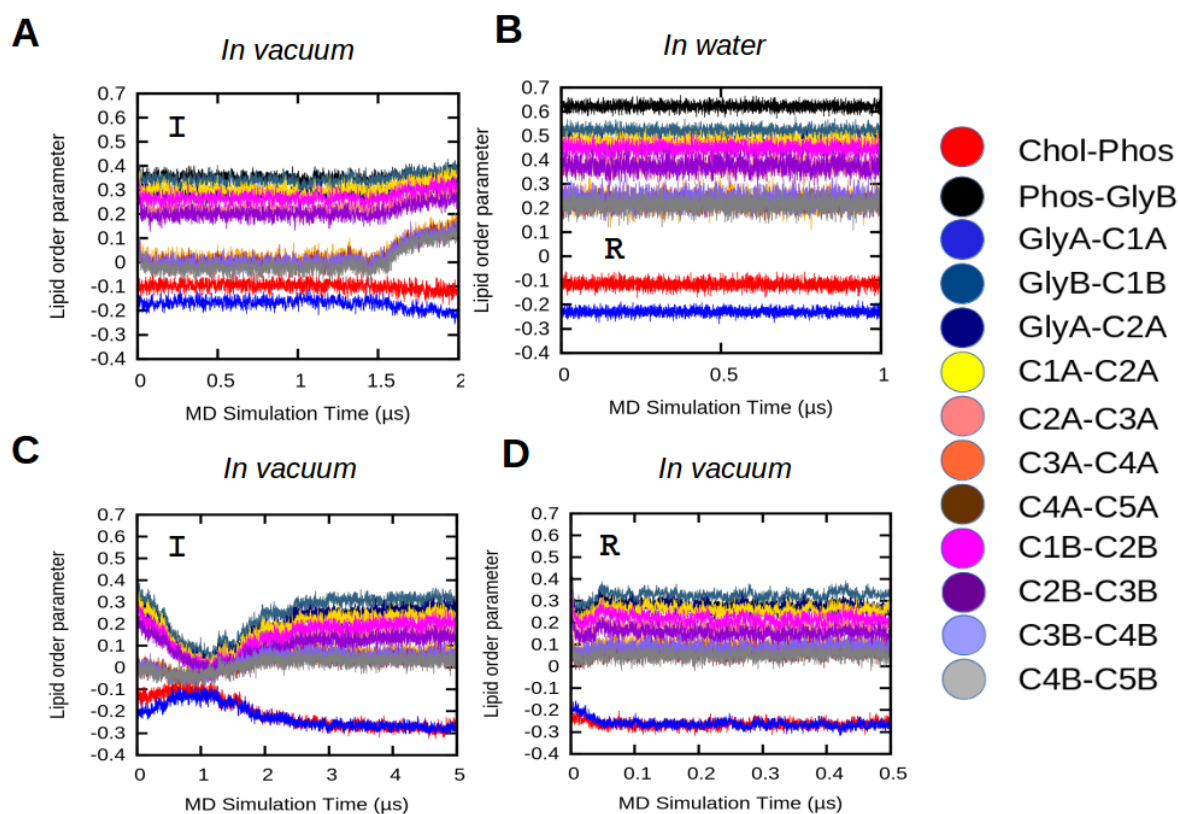 A
In vacuum
Lipid order parameter
0.7
0.6
0.5
0.4
0.3
0.2
0.1
0
-0.1
-0.2
-0.3
-0.4
I
0
0.5
1
1.5
2
MD Simulation Time (µs)
B
In water
Lipid order parameter
0.7
0.6
0.5
0.4
0.3
0.2
0.1
0
-0.1
-0.2
-0.3
-0.4
R
0
0.5
1
MD Simulation Time (µs)
C
In vacuum
Lipid order parameter
0.7
0.6
0.5
0.4
0.3
0.2
0.1
0
-0.1
-0.2
-0.3
-0.4
I
0
1
2
3
4
5
MD Simulation Time (µs)
D
In vacuum
Lipid order parameter
0.7
0.6
0.5
0.4
0.3
0.2
0.1
0
-0.1
-0.2
-0.3
-0.4
R
0
0.1
0.2
0.3
0.4
0.5
MD Simulation Time (µs)
Chol-Phos
Phos-GlyB
GlyA-C1A
GlyB-C1B
GlyA-C2A
C1A-C2A
C2A-C3A
C3A-C4A
C4A-C5A
C1B-C2B
C2B-C3B
C3B-C4B
C4B-C5B